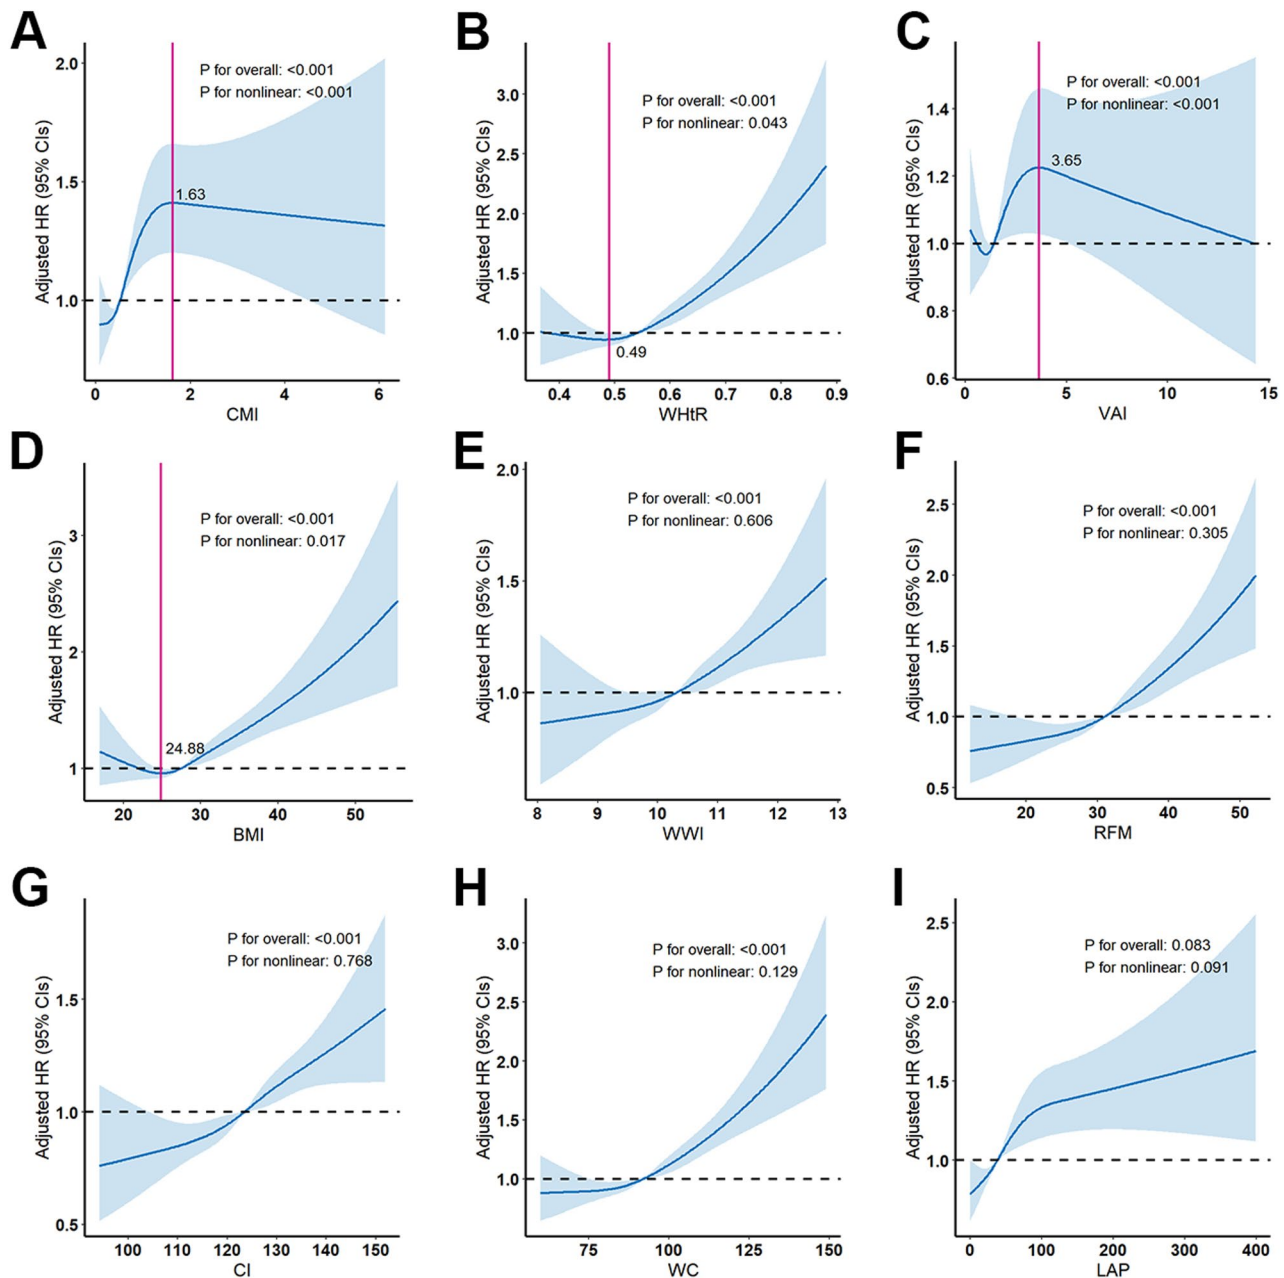 A
Adjusted HR (95% CIs)
2.0
1.5
1.0
P for overall: <0.001
P for nonlinear: <0.001
1.63
0
2
4
6
CMI
B
Adjusted HR (95% CIs)
3.0
2.5
2.0
1.5
1.0
P for overall: <0.001
P for nonlinear: 0.043
0.49
0.4
0.5
0.6
0.7
0.8
0.9
WHtR
C
Adjusted HR (95% CIs)
1.4
1.2
1.0
0.8
0.6
P for overall: <0.001
P for nonlinear: <0.001
3.65
0
5
10
15
VAI
D
Adjusted HR (95% CIs)
3
2
1
P for overall: <0.001
P for nonlinear: 0.017
24.88
20
30
40
50
BMI
E
Adjusted HR (95% CIs)
2.0
1.5
1.0
P for overall: <0.001
P for nonlinear: 0.606
8
9
10
11
12
13
WWI
F
Adjusted HR (95% CIs)
2.5
2.0
1.5
1.0
0.5
P for overall: <0.001
P for nonlinear: 0.305
20
30
40
50
RFM
G
Adjusted HR (95% CIs)
1.5
1.0
0.5
P for overall: <0.001
P for nonlinear: 0.768
100
110
120
130
140
150
CI
H
Adjusted HR (95% CIs)
3.0
2.5
2.0
1.5
1.0
P for overall: <0.001
P for nonlinear: 0.129
75
100
125
150
WC
I
Adjusted HR (95% CIs)
2.5
2.0
1.5
1.0
P for overall: 0.083
P for nonlinear: 0.091
0
100
200
300
400
LAP